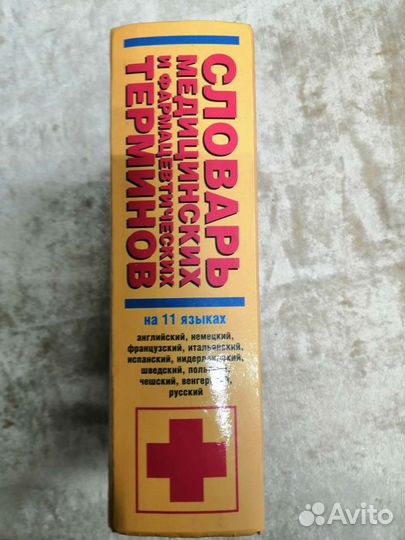 СЛОВАРЬ
МЕДИЦИНСКИХ
И ФАРМАЦЕВТИЧЕСКИХ
ТЕРМИНОВ
на 11 языках
английский, немецкий,
французский, итальянский,
испанский, нидерландский,
шведский, польский,
чешский, венгерский,
русский
Avito